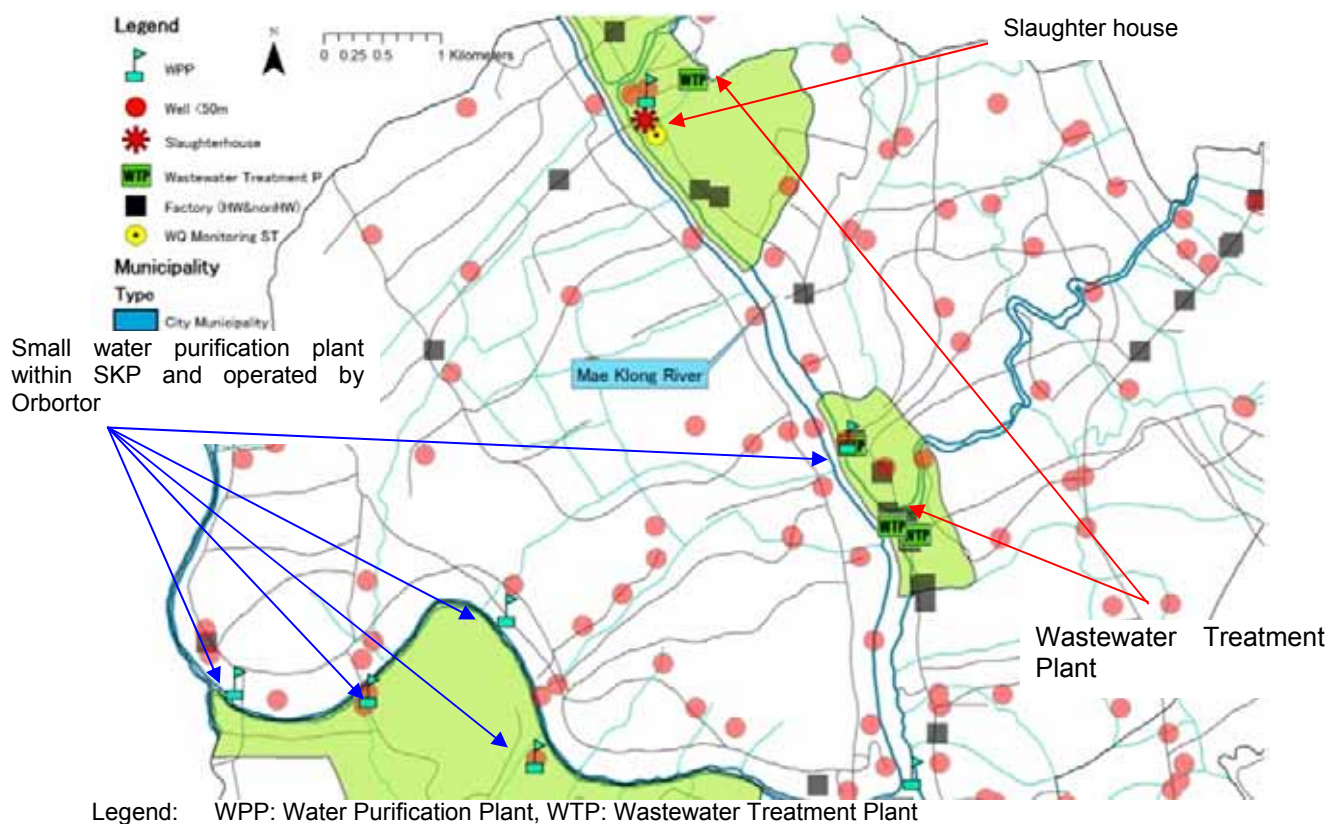 Legend
WPP
Well <50m
Slaughterhouse
WTP Wastewater Treatment P
Factory (HW&nonHW)
WQ Monitoring ST
Municipality
Type
City Municipality
N
0 0.25 0.5 1 Kilometers
Slaughter house
WTP
Mae Klong River
Small water purification plant
within SKP and operated by
Orbortor
WTP
WTP
Wastewater Treatment
Plant
Legend: WPP: Water Purification Plant, WTP: Wastewater Treatment Plant